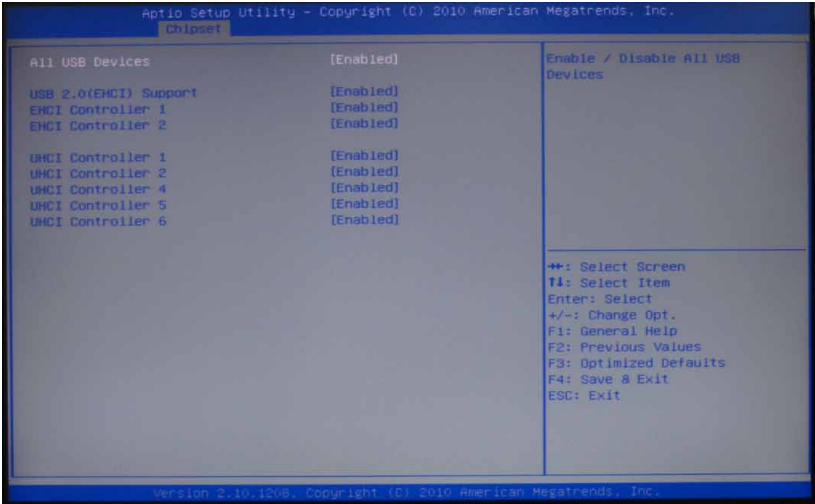 Aptio Setup Utility - Copyright (C) 2010 American Megatrends, Inc.
Chipset
All USB Devices [Enabled]
USB 2.0(EHCI) Support [Enabled]
EHCI Controller 1 [Enabled]
EHCI Controller 2 [Enabled]
UHCI Controller 1 [Enabled]
UHCI Controller 2 [Enabled]
UHCI Controller 4 [Enabled]
UHCI Controller 5 [Enabled]
UHCI Controller 6 [Enabled]
Enable / Disable All USB
Devices
→←: Select Screen
↑↓: Select Item
Enter: Select
+/-: Change Opt.
F1: General Help
F2: Previous Values
F3: Optimized Defaults
F4: Save & Exit
ESC: Exit
Version 2.10.1208. Copyright (C) 2010 American Megatrends, Inc.